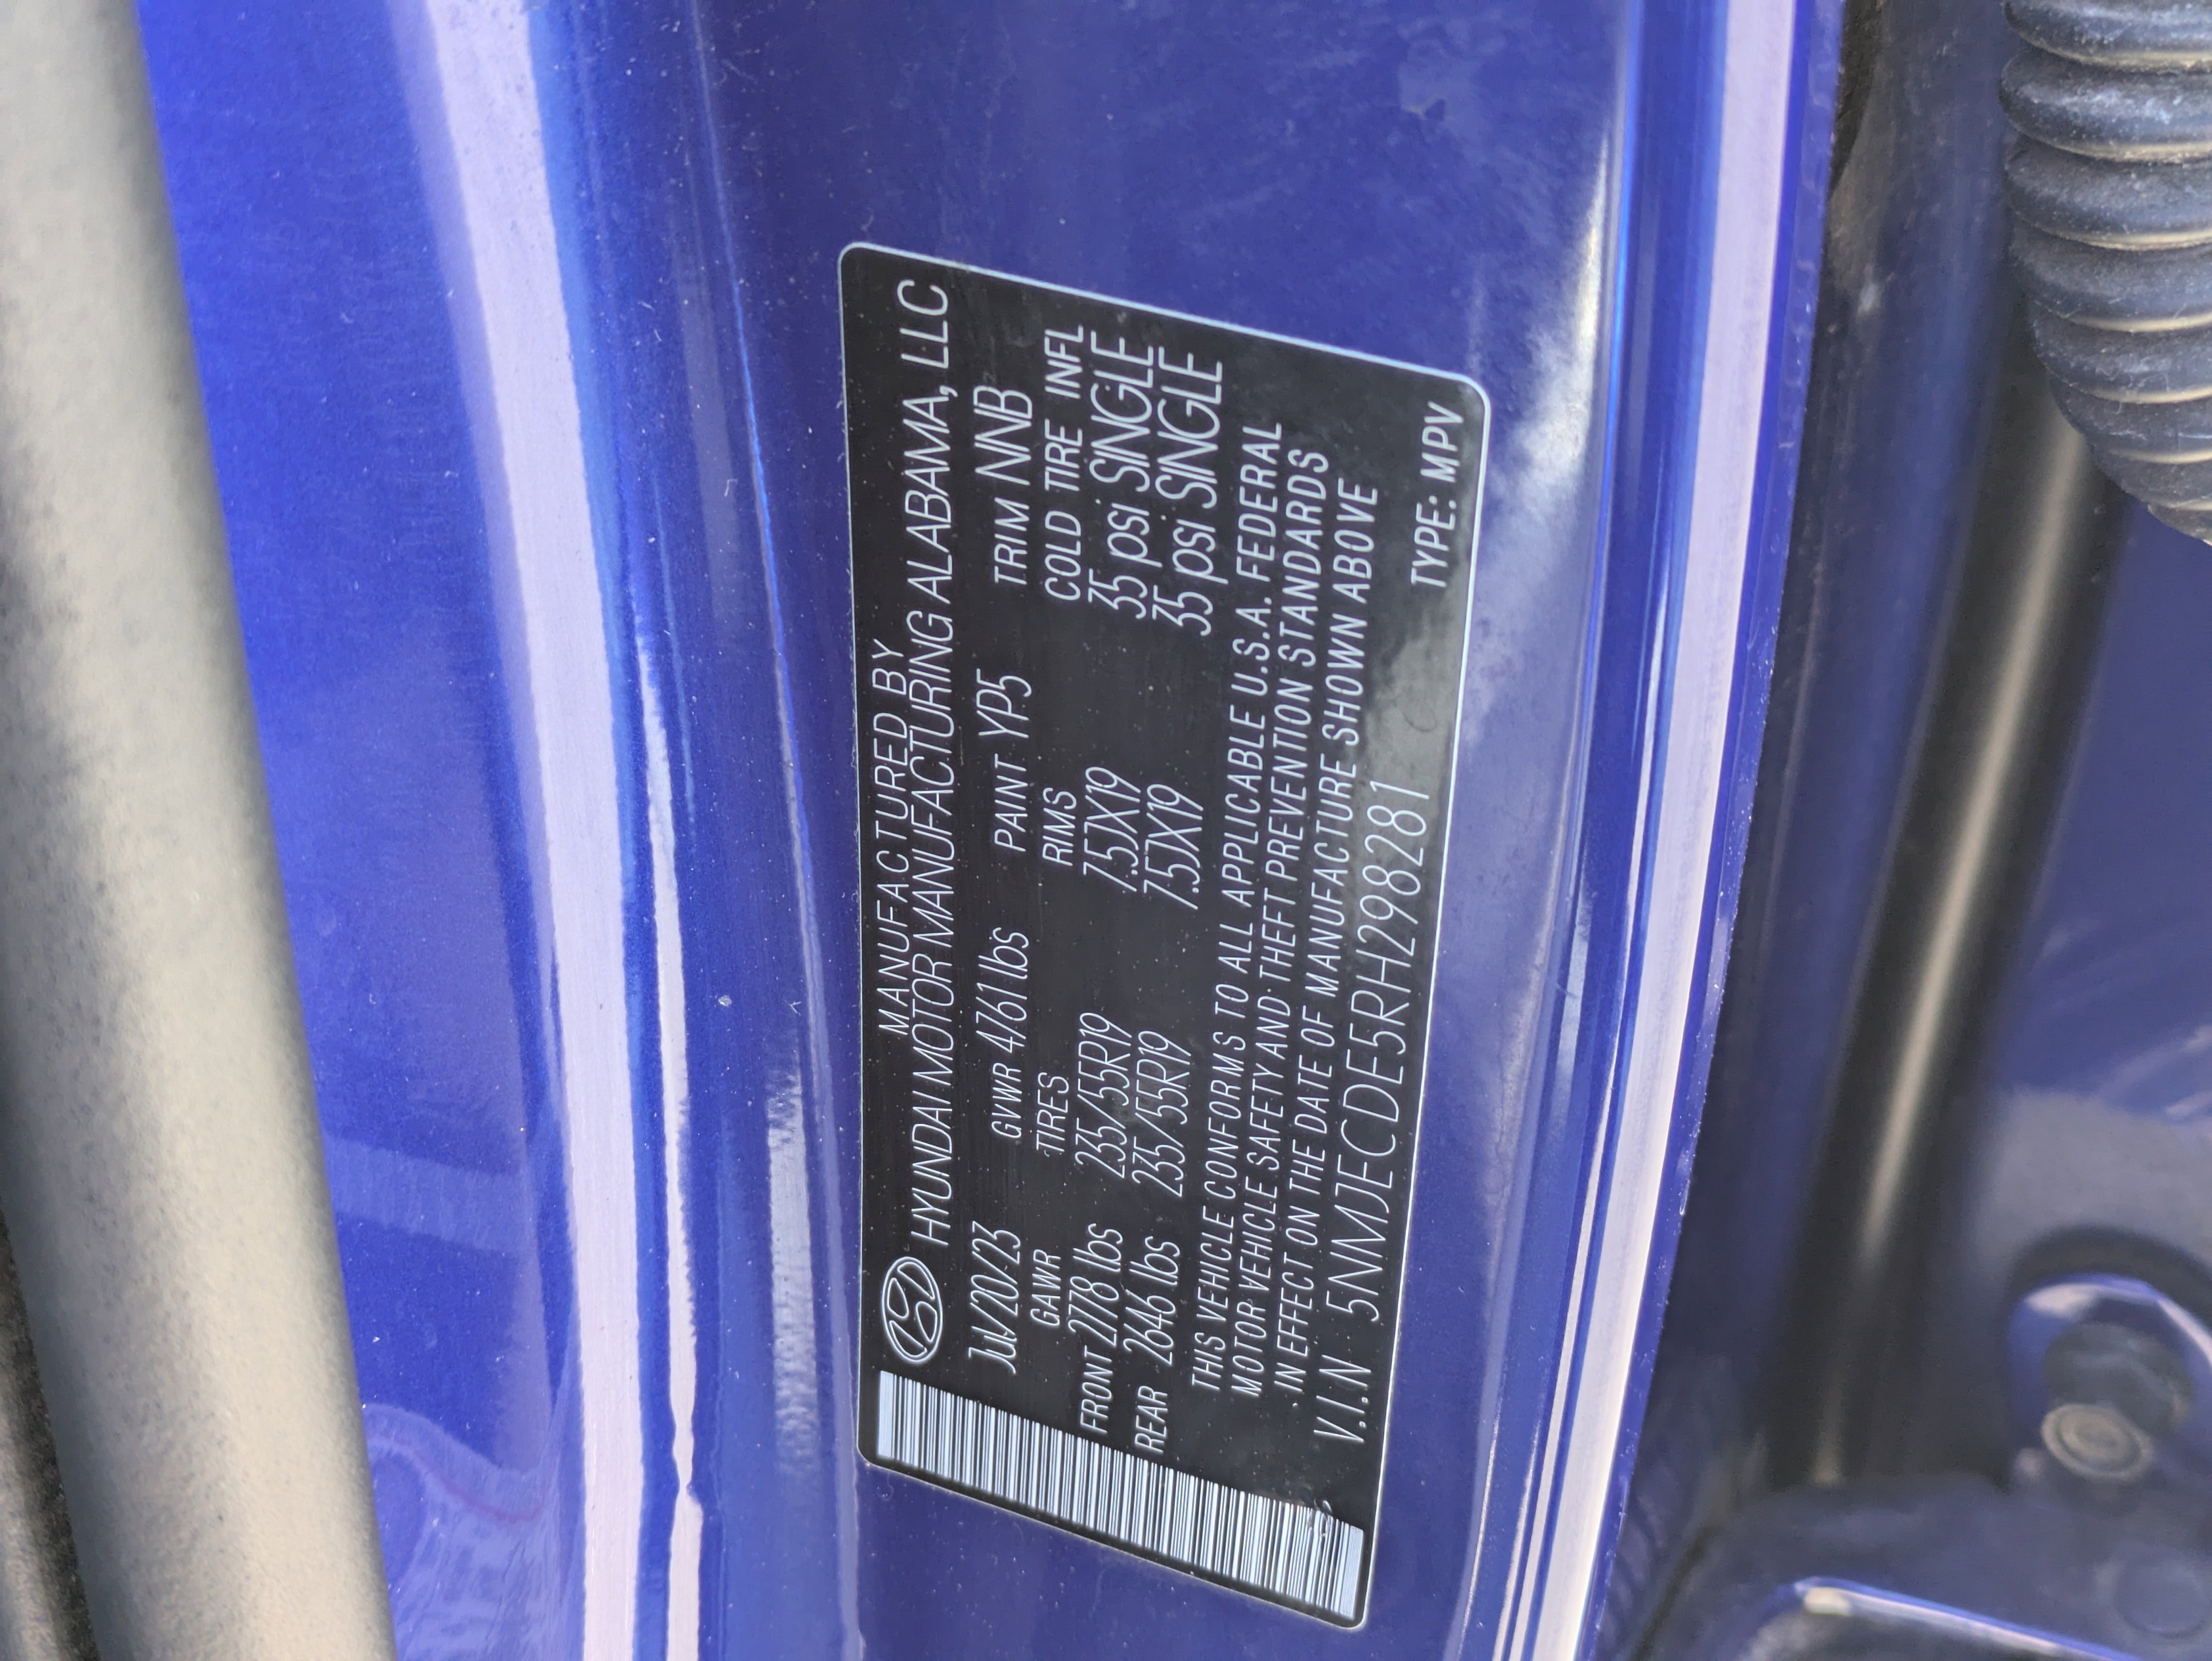 MANUFACTURED BY
HYUNDAI MOTOR MANUFACTURING ALABAMA, LLC
Jul/20/23 GVWR 4761 lbs PAINT YP5 TRIM NNB
GAWR TIRES RIMS COLD TIRE INFL
FRONT 2778 lbs 235/55R19 7.5JX19 35 psi SINGLE
REAR 2646 lbs 235/55R19 7.5JX19 35 psi SINGLE
THIS VEHICLE CONFORMS TO ALL APPLICABLE U.S.A. FEDERAL
MOTOR VEHICLE SAFETY AND THEFT PREVENTION STANDARDS
IN EFFECT ON THE DATE OF MANUFACTURE SHOWN ABOVE
V.I.N 5NMJECDE5RH298281 TYPE: MPV